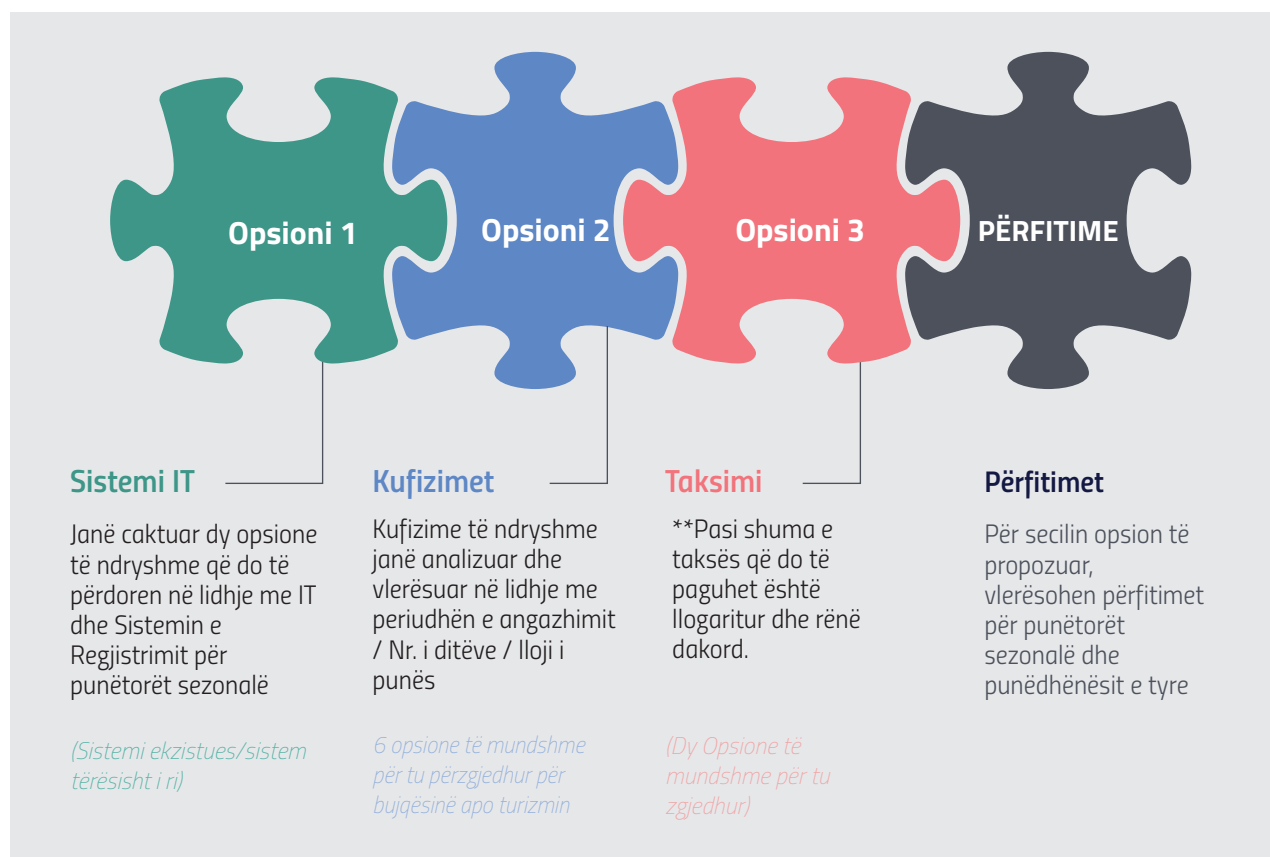 Opsioni 1
Opsioni 2
Opsioni 3
PËRFITIME
Sistemi IT
Janë caktuar dy opsione
të ndryshme që do të
përdoren në lidhje me IT
dhe Sistemin e
Regjistrimit për
punëtorët sezonalë
(Sistemi ekzistues/sistem
tërësisht i ri)
Kufizimet
Kufizime të ndryshme
janë analizuar dhe
vlerësuar në lidhje me
periudhën e angazhimit
/ Nr. i ditëve / lloji i
punës
6 opsione të mundshme
për tu përzgjedhur për
bujqësinë apo turizmin
Taksimi
**Pasi shuma e
taksës që do të
paguhet është
llogaritur dhe rënë
dakord.
(Dy Opsione të
mundshme për tu
zgjedhur)
Përfitimet
Për secilin opsion të
propozuar,
vlerësohen përfitimet
për punëtorët
sezonalë dhe
punëdhënësit e tyre